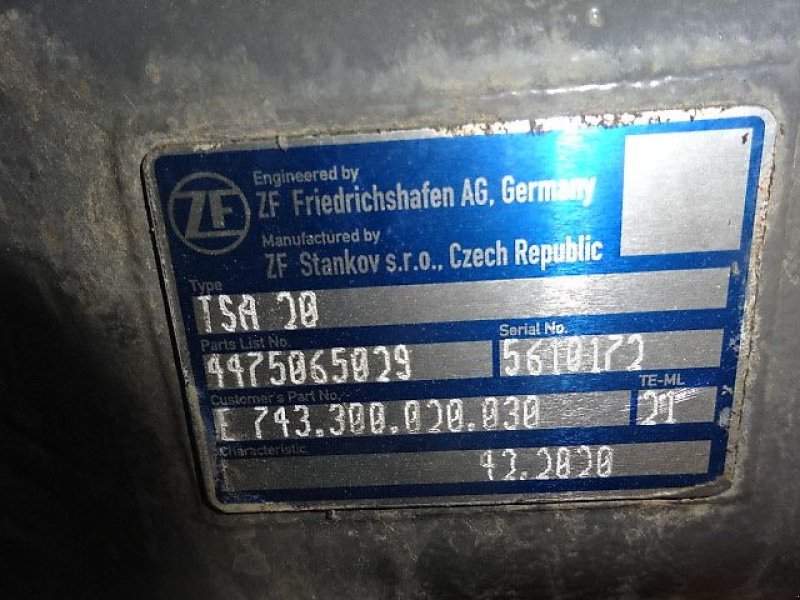 ZF
Engineered by
ZF Friedrichshafen AG, Germany
Manufactured by
ZF Stankov s.r.o., Czech Republic
Type
TSA 20
Parts List No.
Serial No.
4475065029
5610172
Customer's Part No.
TE-ML
E 743.300.020.030
21
Characteristic
42.2020